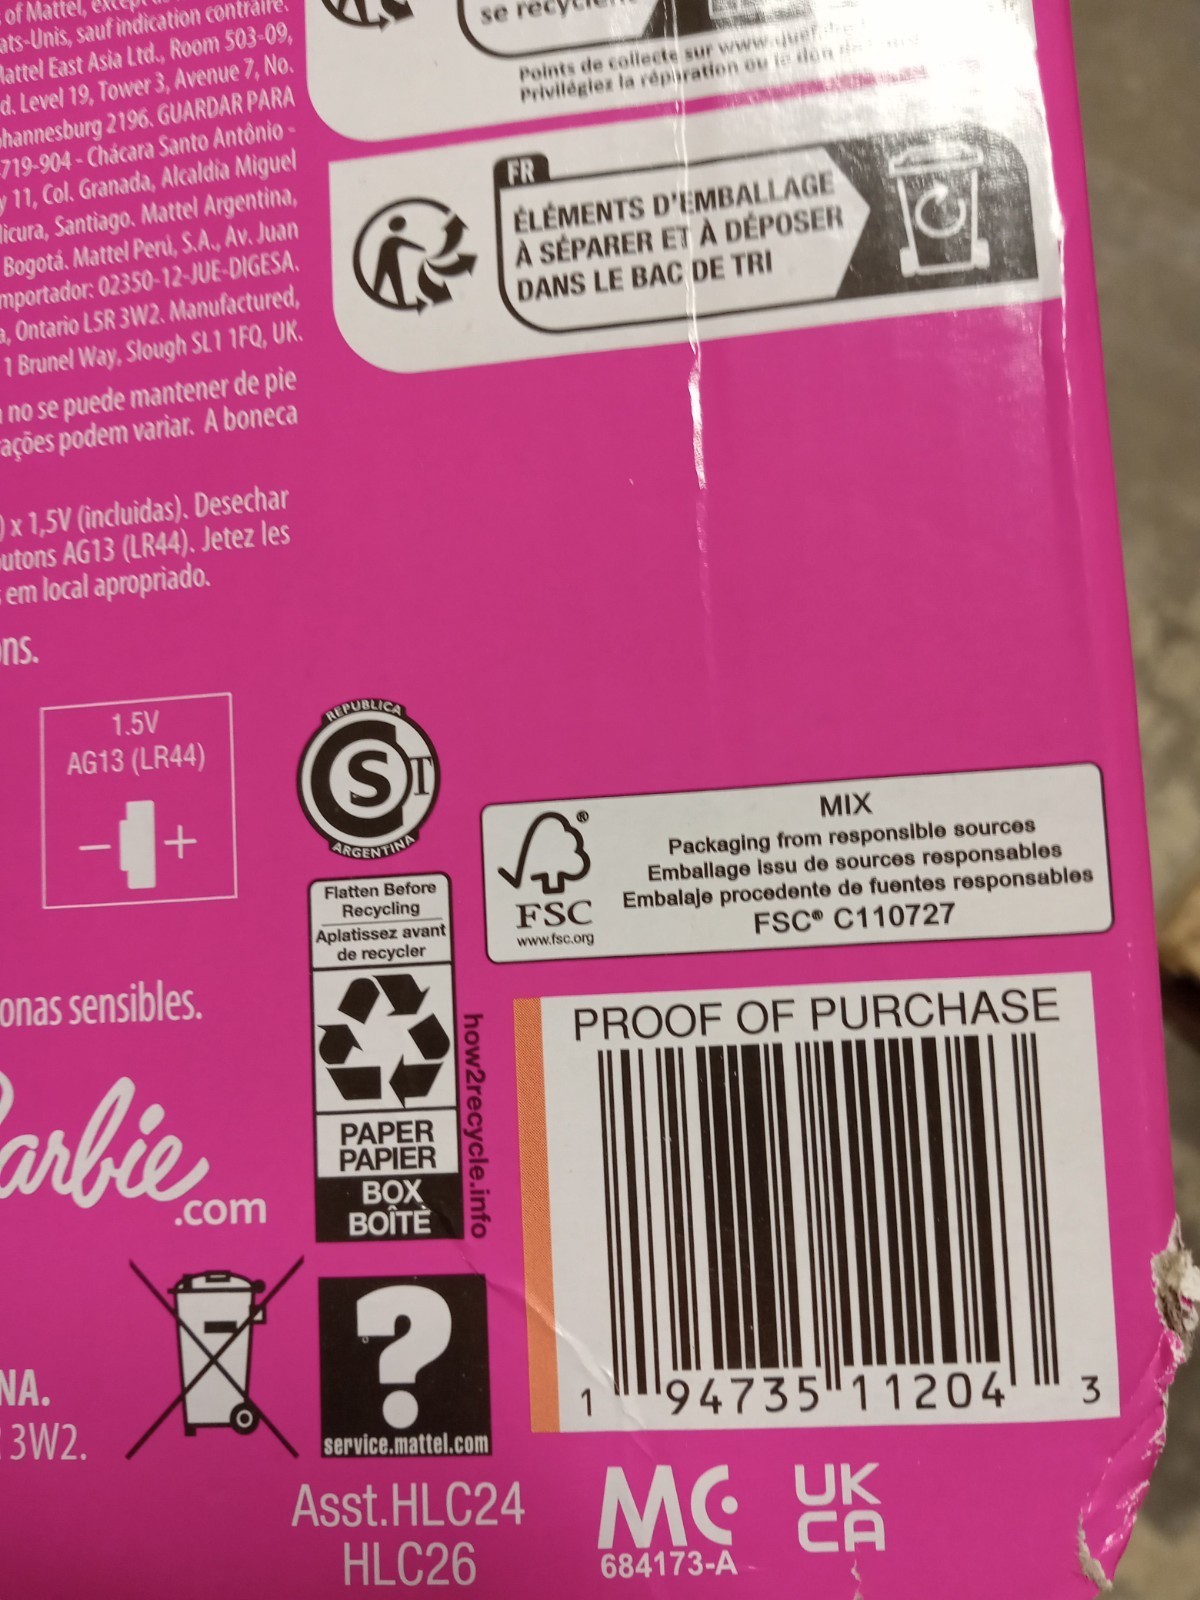 of Mattel,
ats-Unis, sauf indication contraire.
Mattel East Asia Ltd., Room 503-09,
d. Level 19, Tower 3, Avenue 7, No.
ohannesburg 2196. GUARDAR PARA
719-904 - Chácara Santo Antônio -
y 11, Col. Granada, Alcaldía Miguel
licura, Santiago. Mattel Argentina,
Bogotá. Mattel Perú, S.A., Av. Juan
mportador: 02350-12-JUE-DIGESA.
a, Ontario L5R 3W2. Manufactured,
1 Brunel Way, Slough SL1 1FQ, UK.
no se puede mantener de pie
ações podem variar. A boneca
) x 1,5V (incluidas). Desechar
outons AG13 (LR44). Jetez les
em local apropriado.
ons.
se
Points de collecte sur
Privilégiez la réparation ou le don
FR
ÉLÉMENTS D'EMBALLAGE
À SÉPARER ET À DÉPOSER
DANS LE BAC DE TRI
1.5V
AG13 (LR44)
− +
REPUBLICA
S T
ARGENTINA
MIX
Packaging from responsible sources
Emballage issu de sources responsables
Embalaje procedente de fuentes responsables
FSC® C110727
®
FSC
www.fsc.org
Flatten Before
Recycling
Aplatissez avant
de recycler
PAPER
PAPIER
BOX
BOÎTE
how2recycle.info
onas sensibles.
Barbie
.com
PROOF OF PURCHASE
1 94735 11204 3
?
service.mattel.com
NA.
3W2.
Asst.HLC24
HLC26
MC
684173-A
UK
CA